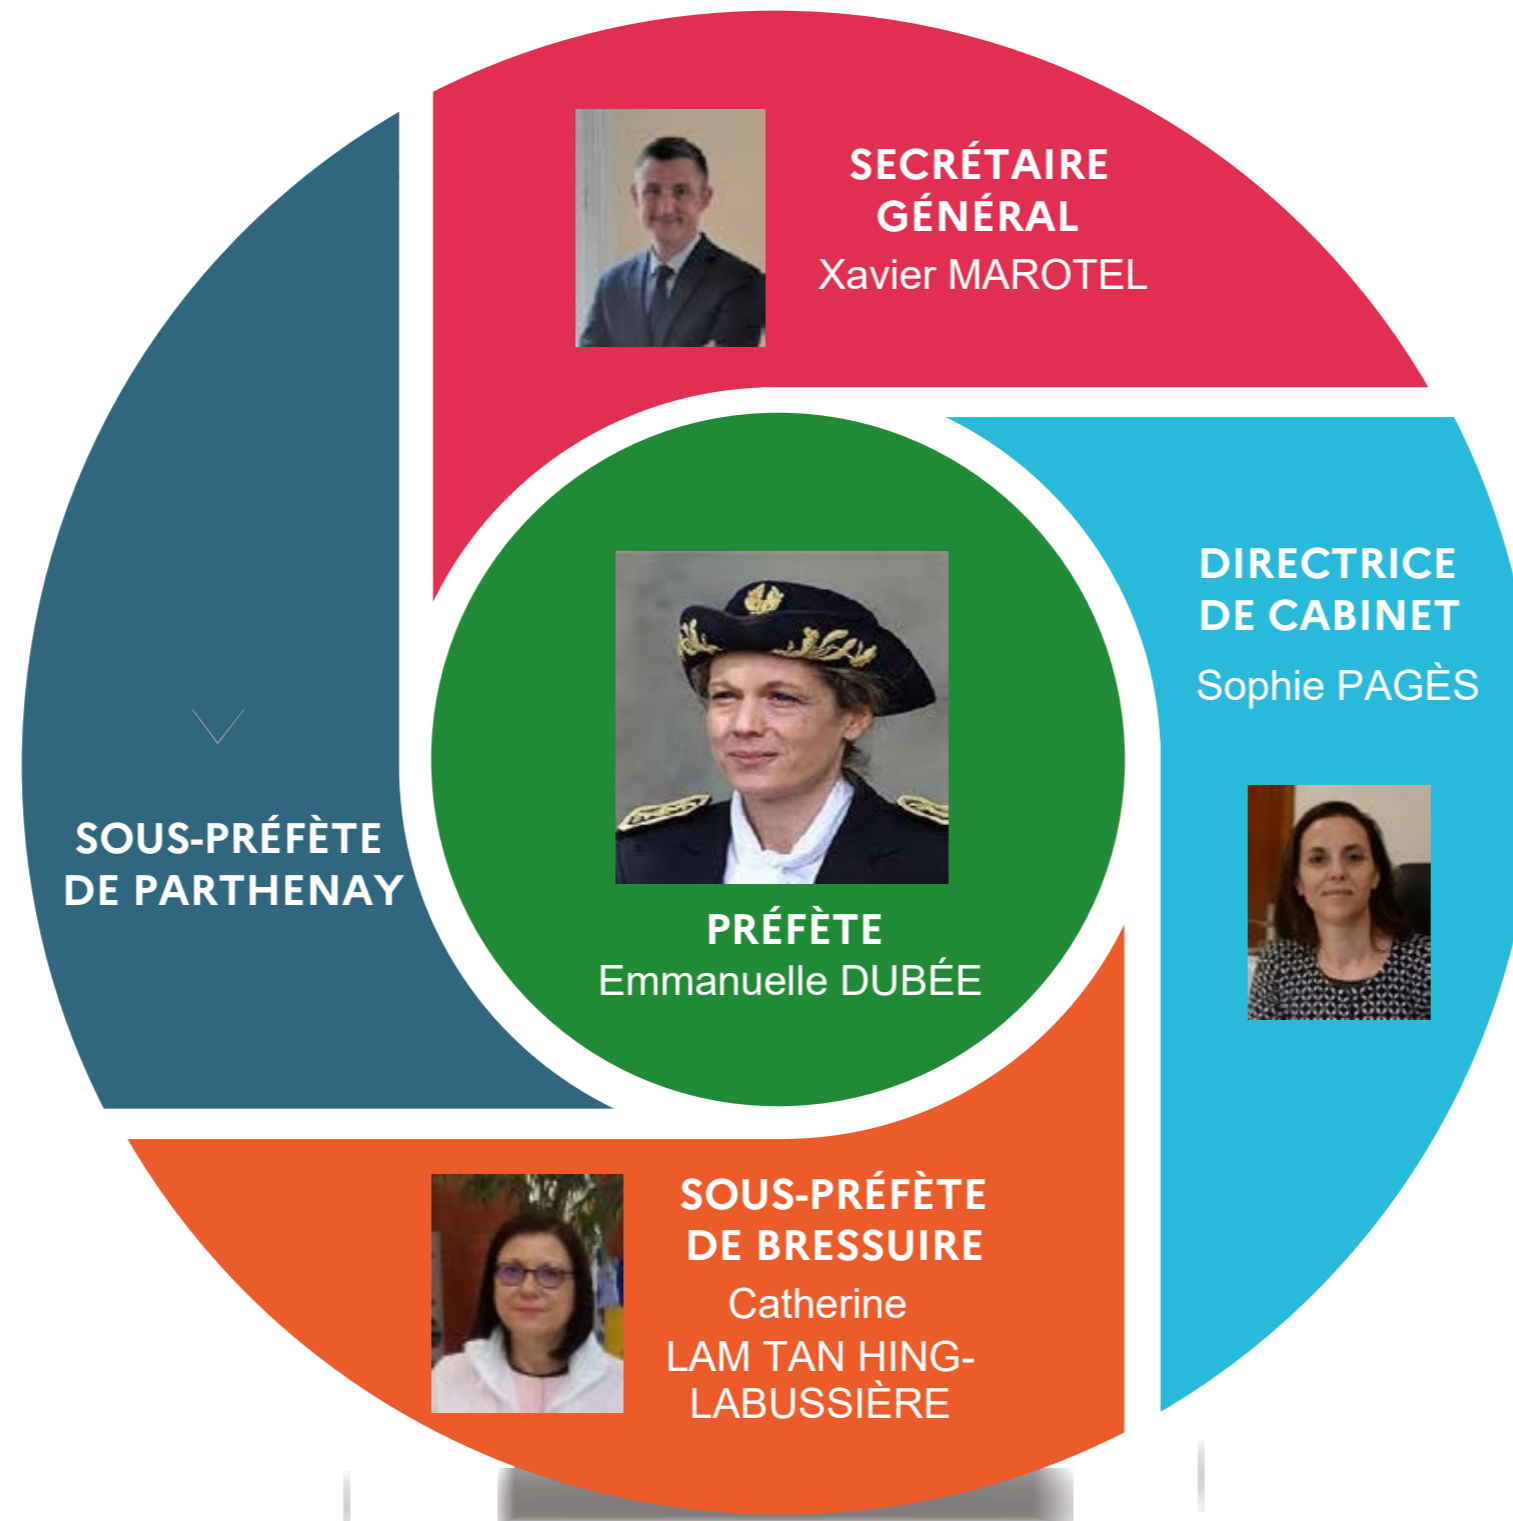 SECRÉTAIRE
GÉNÉRAL
Xavier MAROTEL
DIRECTRICE
DE CABINET
Sophie PAGÈS
SOUS-PRÉFÈTE
DE PARTHENAY
PRÉFÈTE
Emmanuelle DUBÉE
SOUS-PRÉFÈTE
DE BRESSUIRE
Catherine
LAM TAN HING-
LABUSSIÈRE